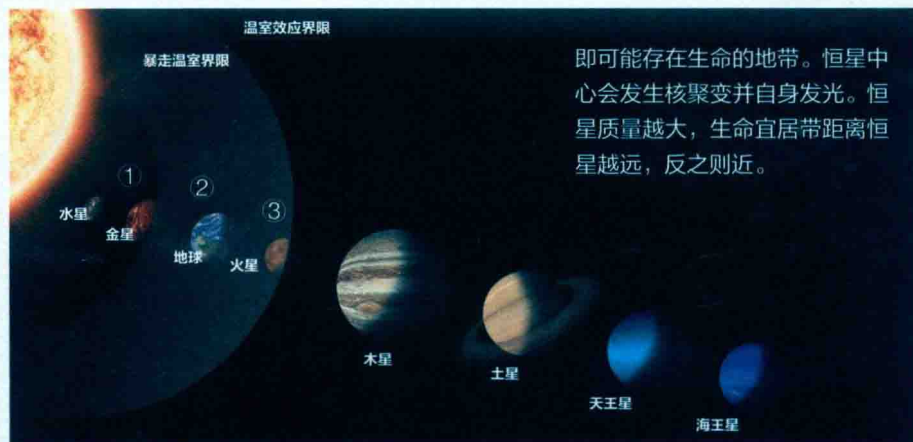 温室效应界限
暴走温室界限
即可能存在生命的地带。恒星中
心会发生核聚变并自身发光。恒
星质量越大，生命宜居带距离恒
星越远，反之则近。
①
②
③
水星
金星
地球
火星
木星
土星
天王星
海王星